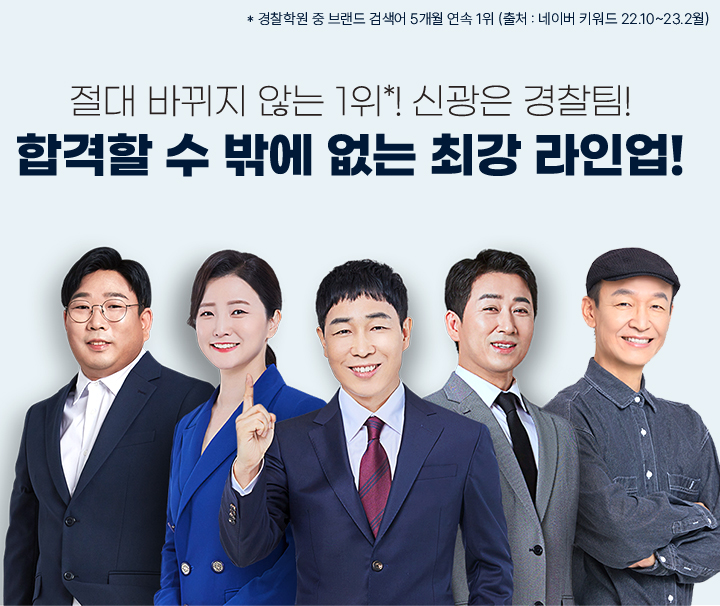 * 경찰학원 중 브랜드 검색어 5개월 연속 1위 (출처 : 네이버 키워드 22.10~23.2월)
절대 바뀌지 않는 1위*! 신광은 경찰팀!
합격할 수 밖에 없는 최강 라인업!